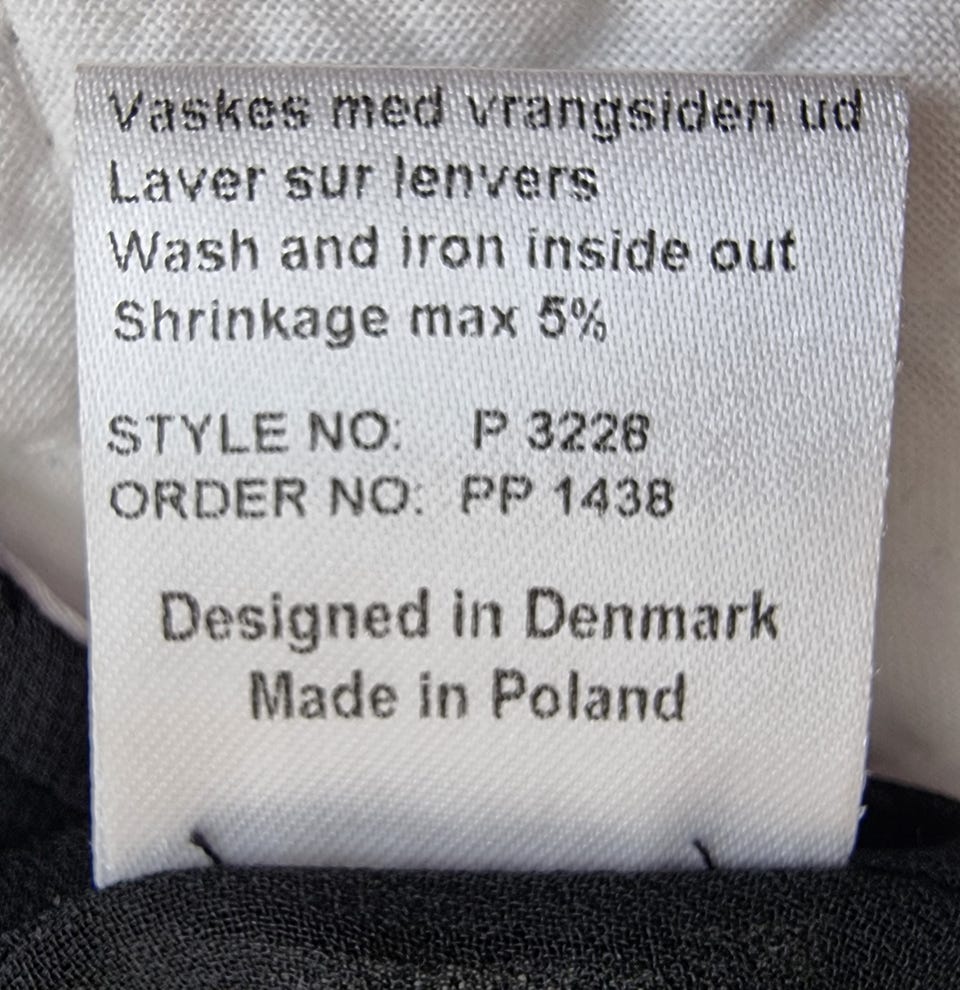 Vaskes med vrangsiden ud
Laver sur lenvers
Wash and iron inside out
Shrinkage max 5%
STYLE NO: P 3228
ORDER NO: PP 1438
Designed in Denmark
Made in Poland